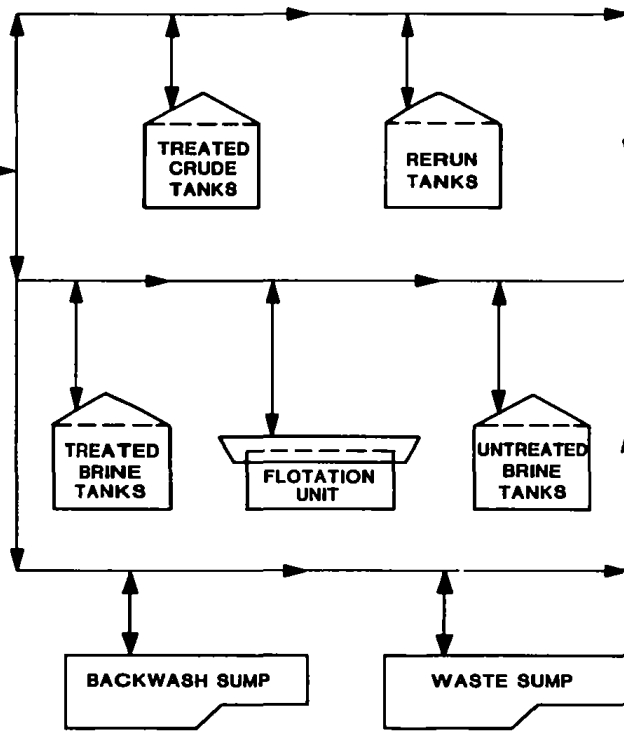 TREATED
CRUDE
TANKS
RERUN
TANKS
TREATED
BRINE
TANKS
FLOTATION
UNIT
UNTREATED
BRINE
TANKS
BACKWASH SUMP
WASTE SUMP